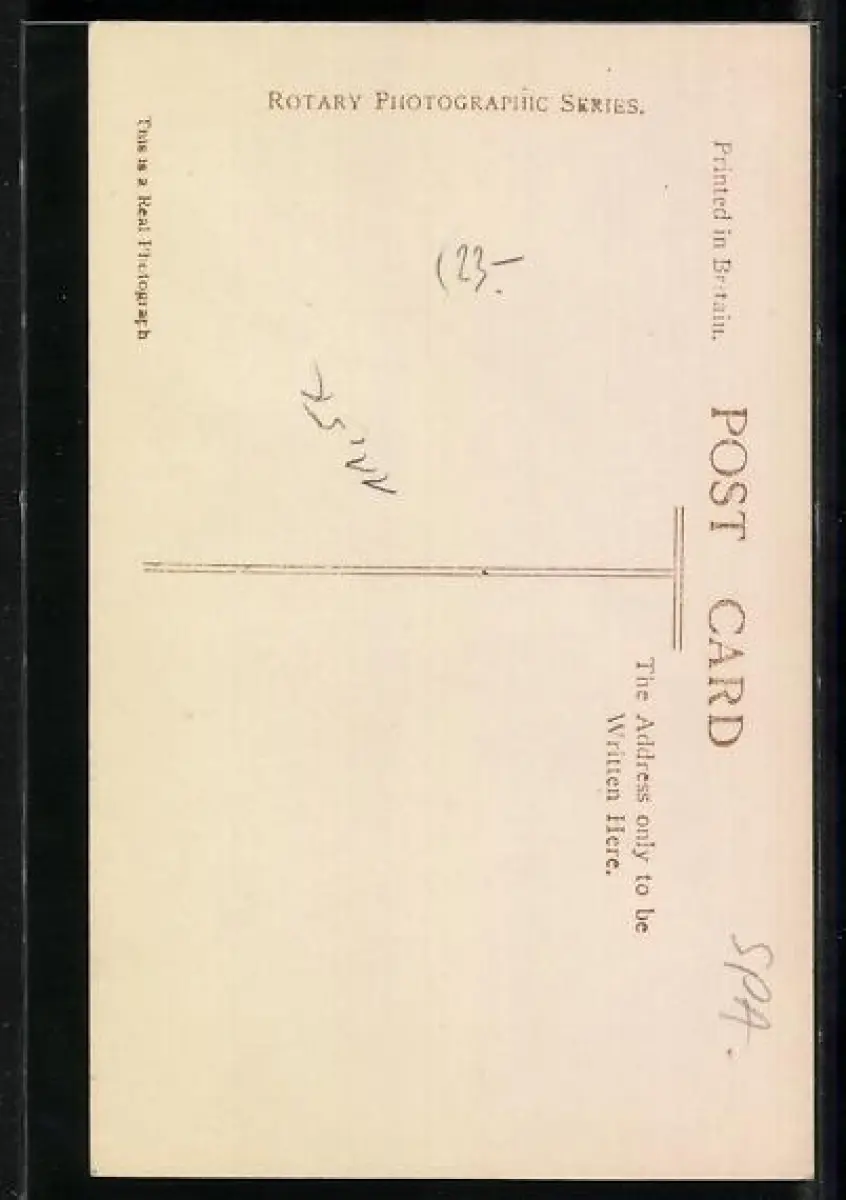 ROTARY PHOTOGRAPHIC SERIES.
Printed in Britain.
POST CARD
The Address only to be
Written Here.
This is a Real Photograph
(23-
SPA.